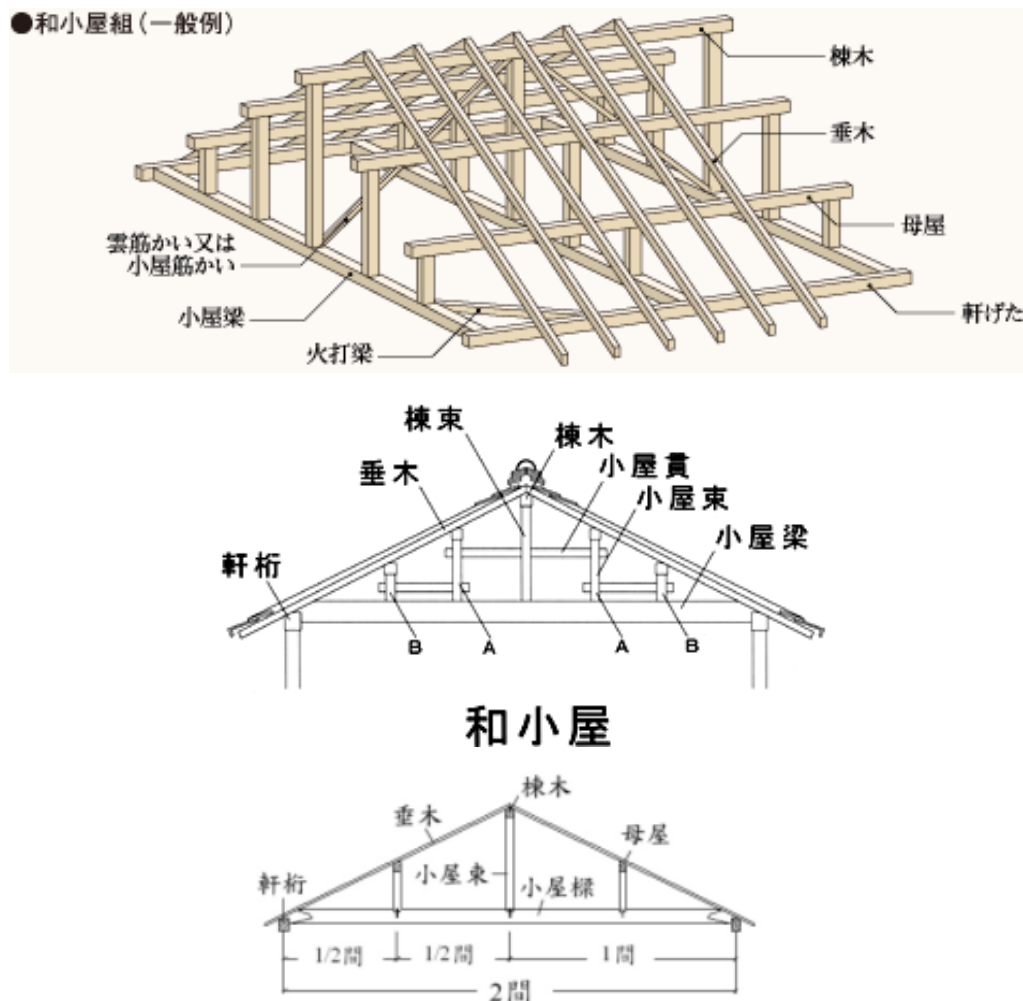 ●和小屋組(一般例)
棟木
垂木
母屋
雲筋かい又は
小屋筋かい
小屋梁
軒げた
火打梁
棟束
棟木
垂木
小屋貫
小屋束
小屋梁
軒桁
B
A
A
B
和小屋
棟木
垂木
母屋
小屋束
小屋樑
軒桁
1/2間
1/2間
1間
2間